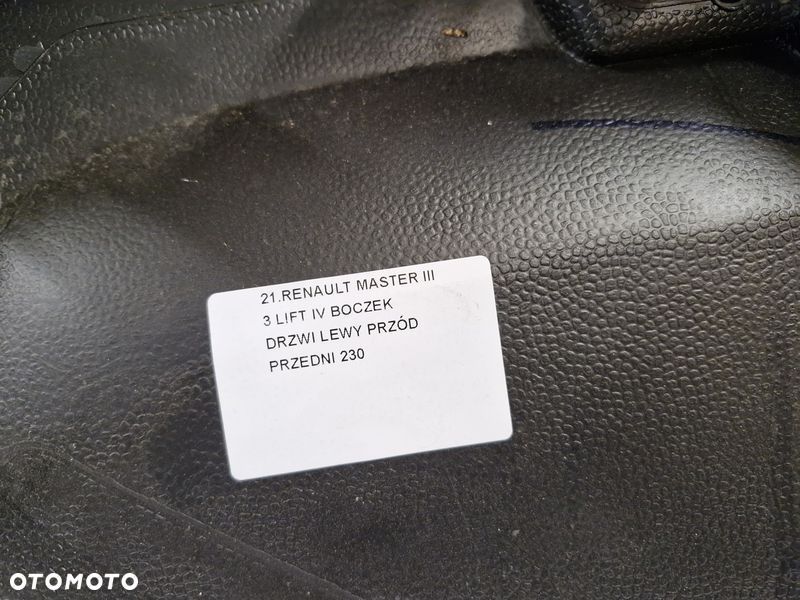 21.RENAULT MASTER III
3 LIFT IV BOCZEK
DRZWI LEWY PRZÓD
PRZEDNI 230
OTOMOTO